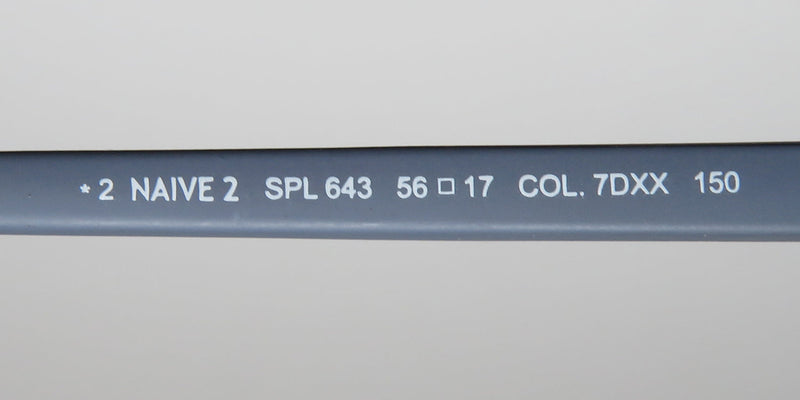 * 2 NAIVE 2 SPL 643 56 □ 17 COL. 7DXX 150